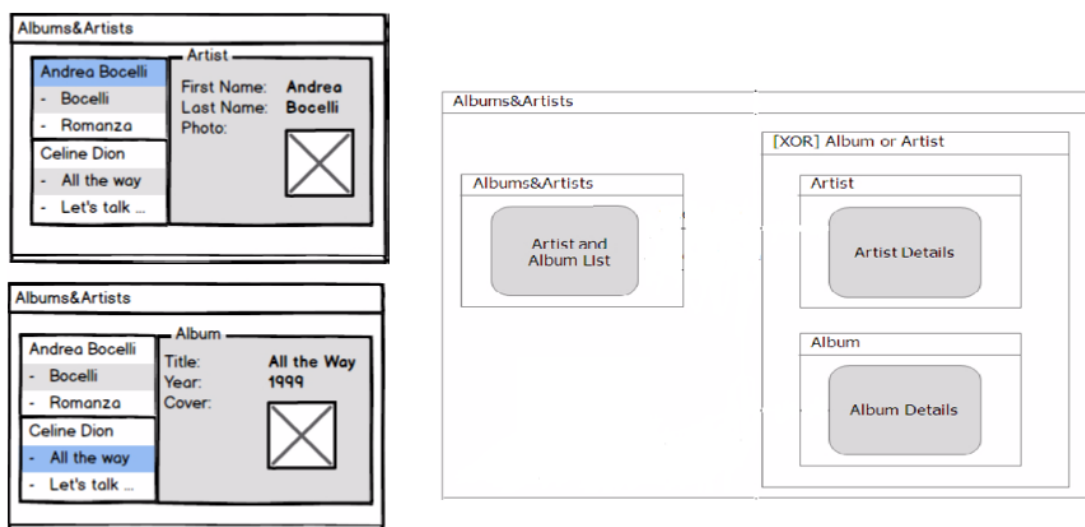 Albums&Artists
Andrea Bocelli
- Bocelli
- Romanza
Celine Dion
- All the way
- Let's talk ...
Artist
First Name: Andrea
Last Name: Bocelli
Photo:
Albums&Artists
Andrea Bocelli
- Bocelli
- Romanza
Celine Dion
- All the way
- Let's talk ...
Album
Title: All the Way
Year: 1999
Cover:
Albums&Artists
Albums&Artists
Artist and
Album LIst
[XOR] Album or Artist
Artist
Artist Details
Album
Album Details